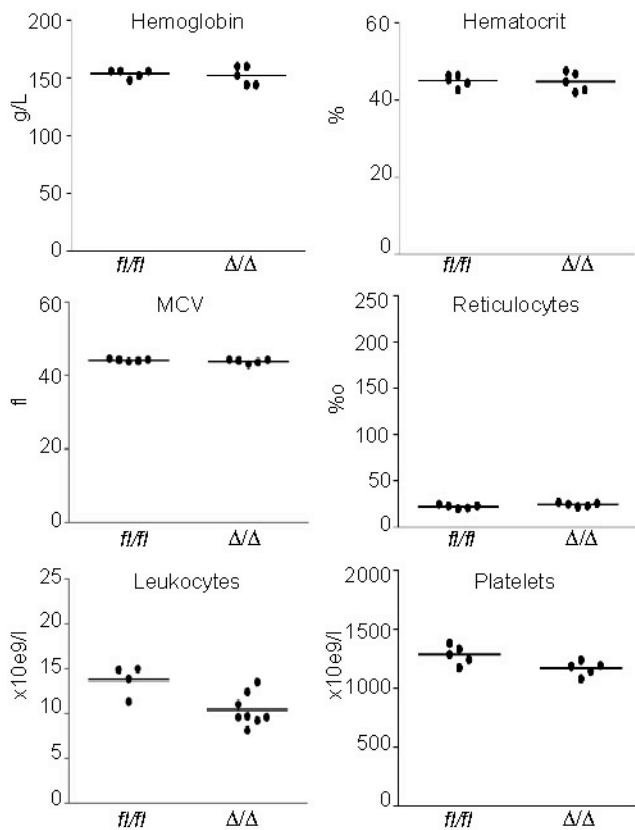 Hemoglobin
200
150
100
50
0
g/L
fl/fl
Δ/Δ
Hematocrit
60
40
20
0
%
fl/fl
Δ/Δ
MCV
60
40
20
0
fl
fl/fl
Δ/Δ
Reticulocytes
250
200
150
100
50
0
%o
fl/fl
Δ/Δ
Leukocytes
25
20
15
10
5
0
x10e9/l
fl/fl
Δ/Δ
Platelets
2000
1500
1000
500
0
x10e9/l
fl/fl
Δ/Δ